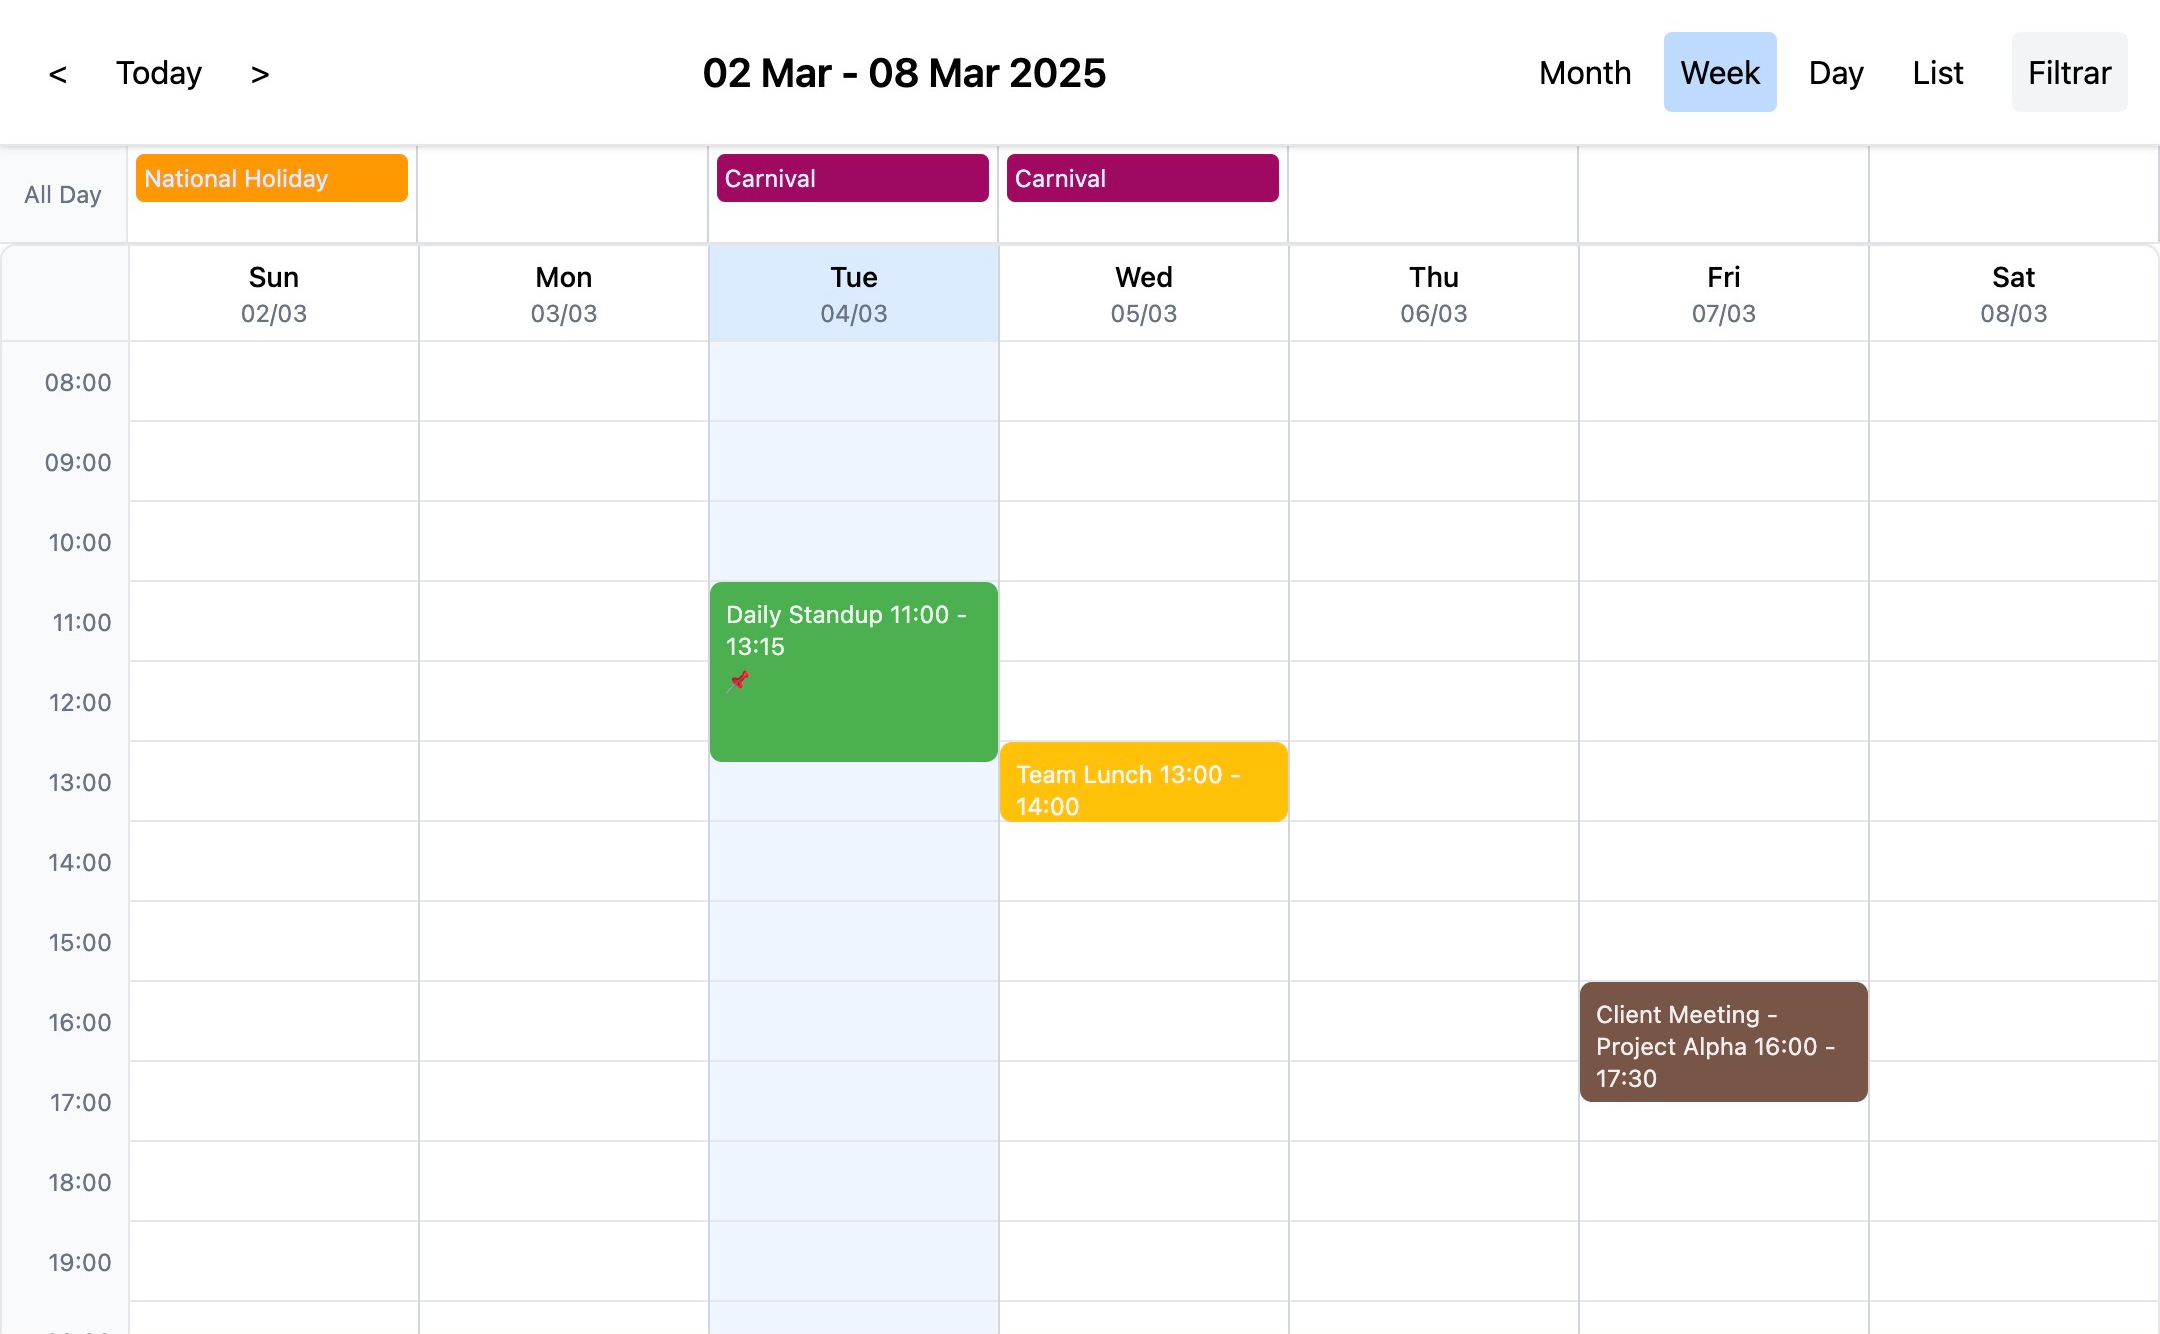 < Today > 02 Mar - 08 Mar 2025 Month Week Day List Filtrar
All Day National Holiday Carnival Carnival
Sun Mon Tue Wed Thu Fri Sat
02/03 03/03 04/03 05/03 06/03 07/03 08/03
08:00
09:00
10:00
11:00
Daily Standup 11:00 -
13:15
12:00
13:00
Team Lunch 13:00 -
14:00
14:00
15:00
16:00
Client Meeting -
Project Alpha 16:00 -
17:30
17:00
18:00
19:00